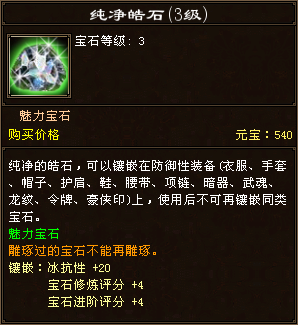 纯净皓石(3级)
宝石等级: 3
魅力宝石
购买价格 元宝: 540
纯净的皓石，可以镶嵌在防御性装备(衣服、手套
、帽子、护肩、鞋、腰带、项链、暗器、武魂、
龙纹、令牌、豪侠印)上，使用后不可再镶嵌同类
宝石。
魅力宝石
雕琢过的宝石不能再雕琢。
镶嵌: 冰抗性 +20
宝石修炼评分 +4
宝石进阶评分 +4